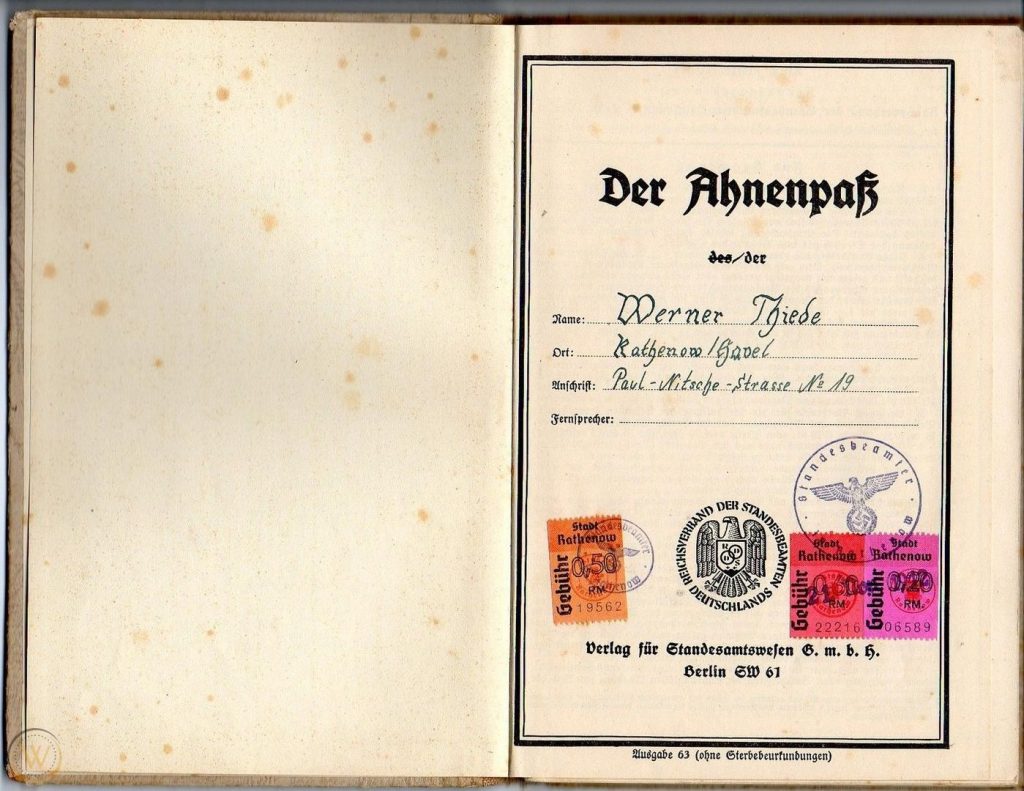 Der Ahnenpaß
des/der
Name: Werner Thiede
Ort: Rathenow/Havel
Anschrift: Paul-Nitsche-Strasse № 19
Fernsprecher:
Standesbeamter
REICHSVERBAND DER STANDESBEAMTEN
DEUTSCHLANDS
Stadt
Rathenow
Gebühr
0,50
RM
19562
Stadt
Rathenow
Gebühr
RM
22216
Stadt
Rathenow
Gebühr
RM
06589
Verlag für Standesamtswesen G. m. b. H.
Berlin SW 61
Ausgabe 63 (ohne Sterbebeurkundungen)
W